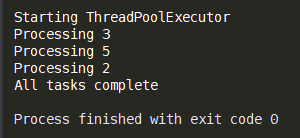 Starting ThreadPoolExecutor
Processing 3
Processing 5
Processing 2
All tasks complete
Process finished with exit code 0